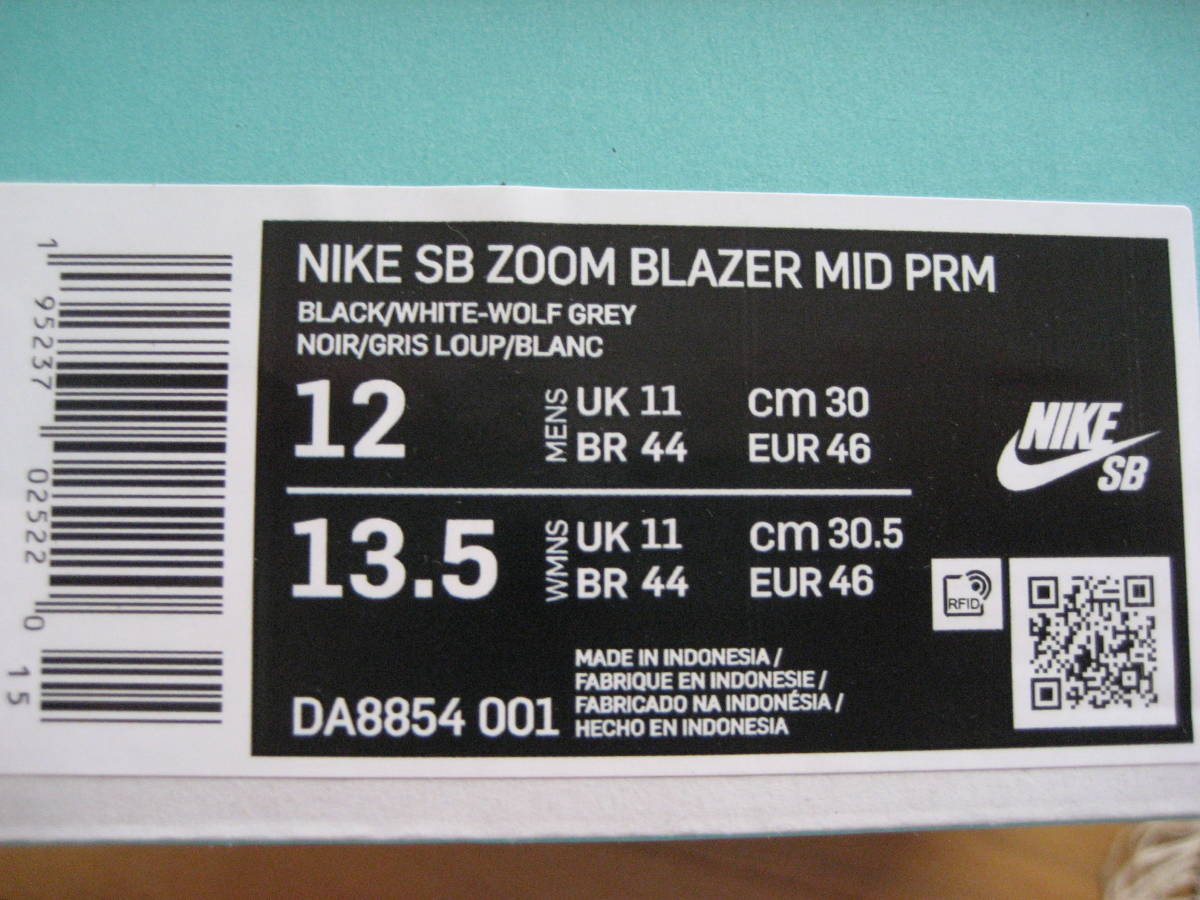 NIKE SB ZOOM BLAZER MID PRM
BLACK/WHITE-WOLF GREY
NOIR/GRIS LOUP/BLANC
12 MENS UK 11 cm 30
BR 44 EUR 46
13.5 WMNS UK 11 cm 30.5
BR 44 EUR 46
NIKE
SB
RFID
MADE IN INDONESIA /
FABRIQUE EN INDONESIE /
FABRICADO NA INDONÉSIA /
HECHO EN INDONESIA
DA8854 001
1 95237 02522 0 15